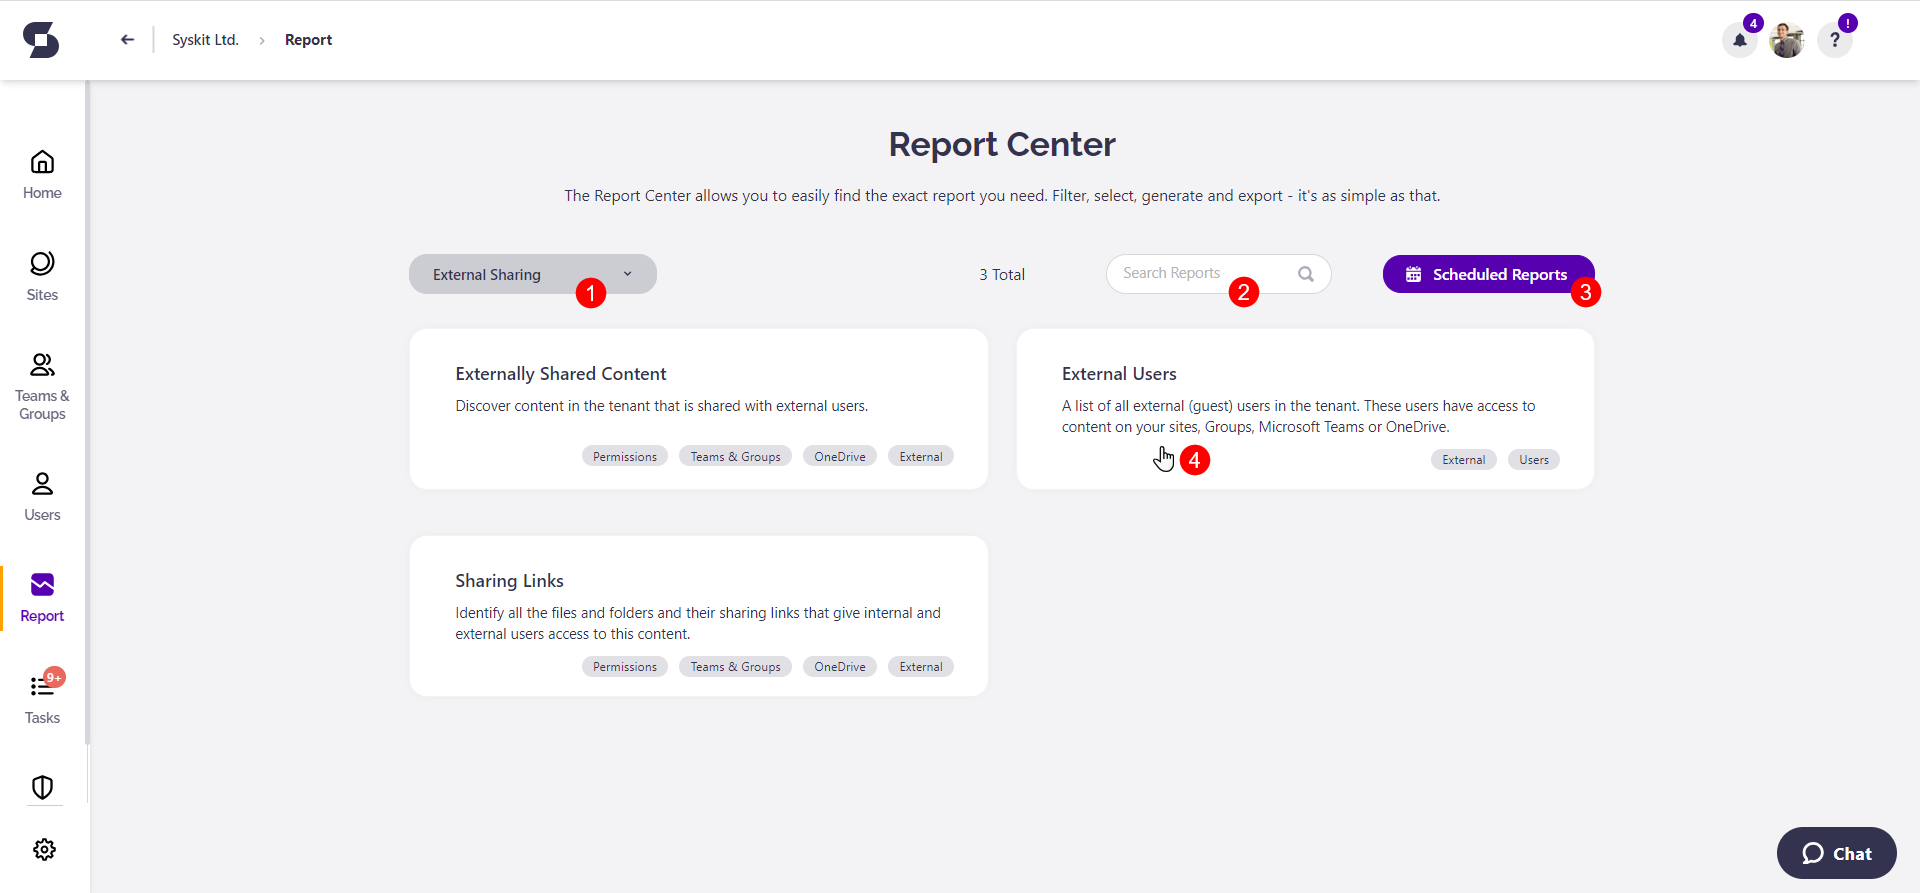 Syskit Ltd. > Report
4
!
?
Home
Sites
Teams &
Groups
Users
Report
9+
Tasks
Report Center
The Report Center allows you to easily find the exact report you need. Filter, select, generate and export - it's as simple as that.
External Sharing
1
3 Total
Search Reports
2
Scheduled Reports
3
Externally Shared Content
Discover content in the tenant that is shared with external users.
Permissions Teams & Groups OneDrive External
External Users
A list of all external (guest) users in the tenant. These users have access to
content on your sites, Groups, Microsoft Teams or OneDrive.
4
External Users
Sharing Links
Identify all the files and folders and their sharing links that give internal and
external users access to this content.
Permissions Teams & Groups OneDrive External
Chat